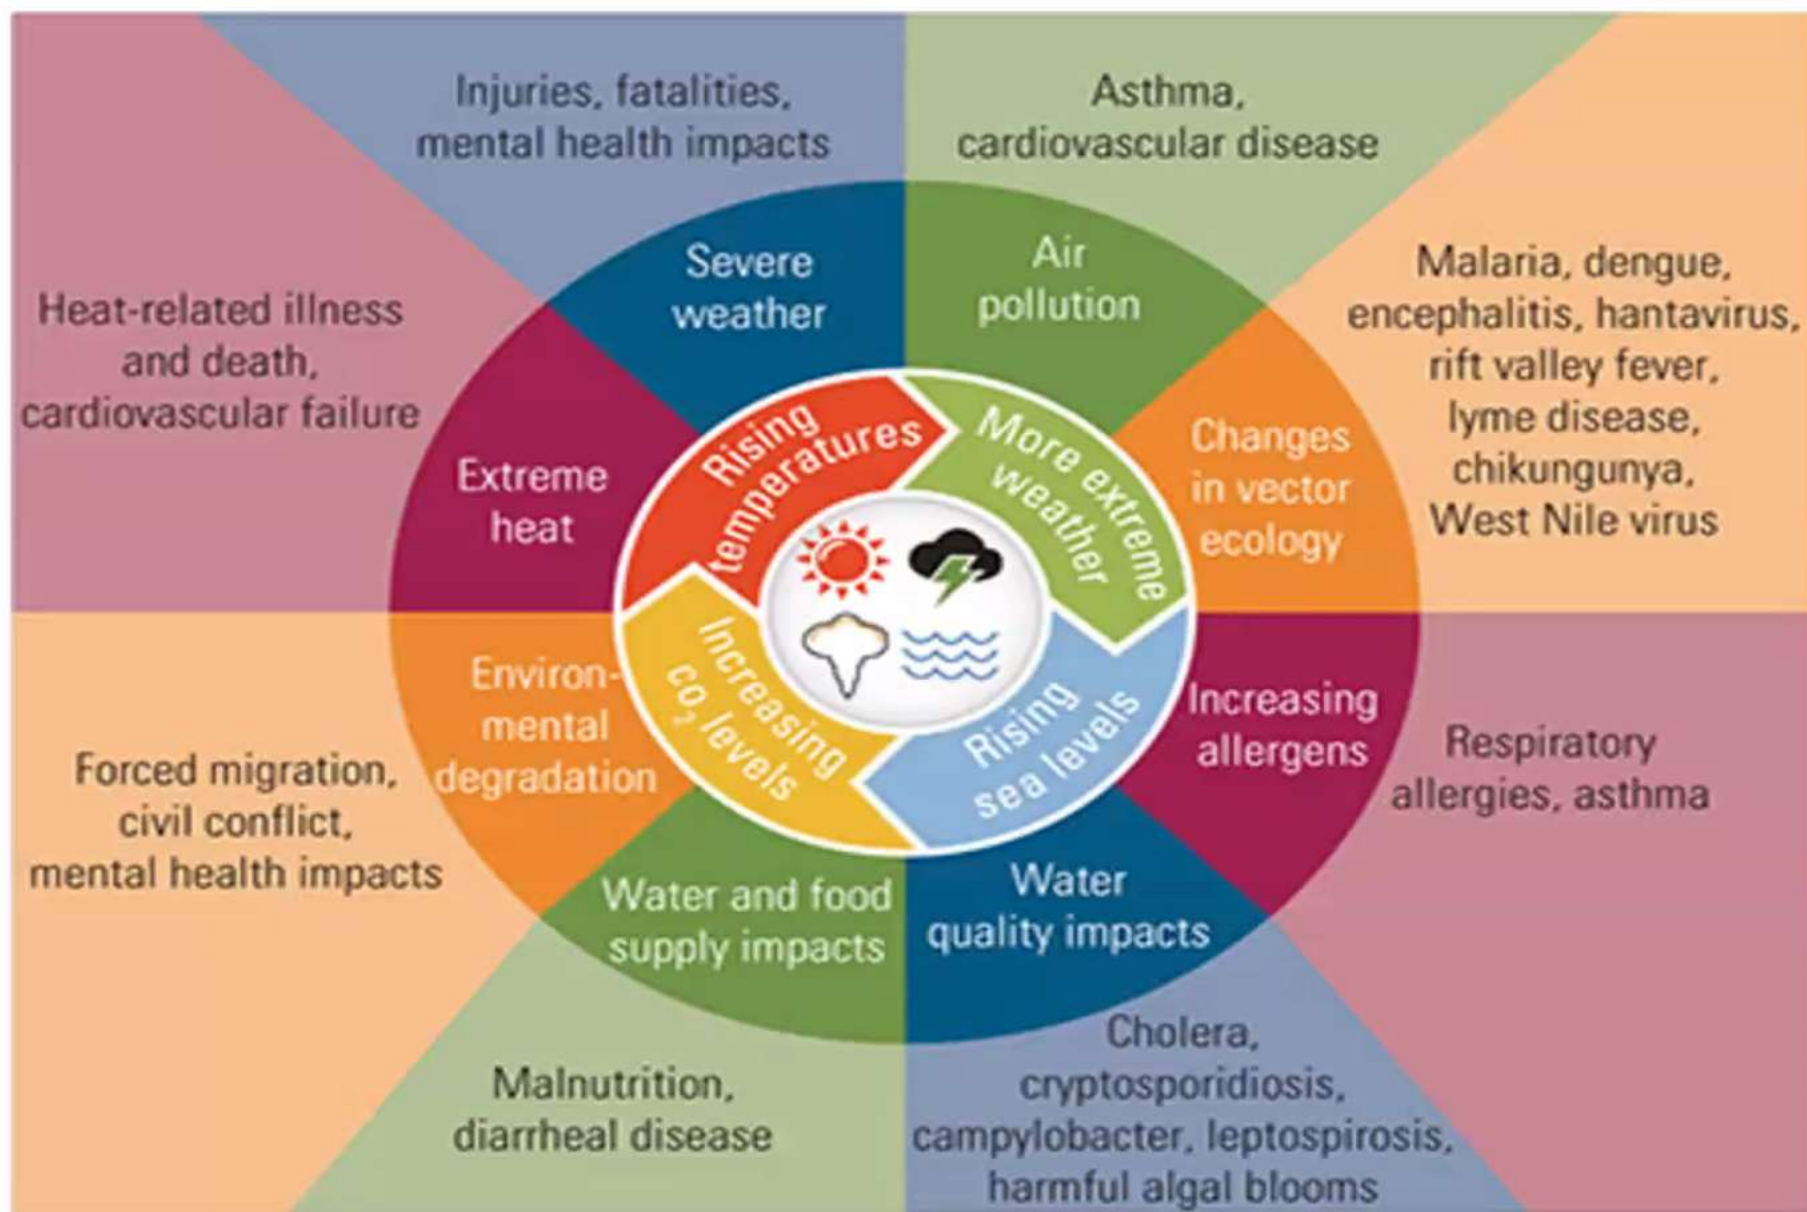 Injuries, fatalities,
mental health impacts
Asthma,
cardiovascular disease
Severe
weather
Air
pollution
Malaria, dengue,
encephalitis, hantavirus,
rift valley fever,
lyme disease,
chikungunya,
West Nile virus
Heat-related illness
and death,
cardiovascular failure
Extreme
heat
Rising
temperatures
More extreme
weather
Changes
in vector
ecology
Environ-
mental
degradation
Increasing
co2 levels
Rising
sea levels
Increasing
allergens
Respiratory
allergies, asthma
Forced migration,
civil conflict,
mental health impacts
Water and food
supply impacts
Water
quality impacts
Malnutrition,
diarrheal disease
Cholera,
cryptosporidiosis,
campylobacter, leptospirosis,
harmful algal blooms